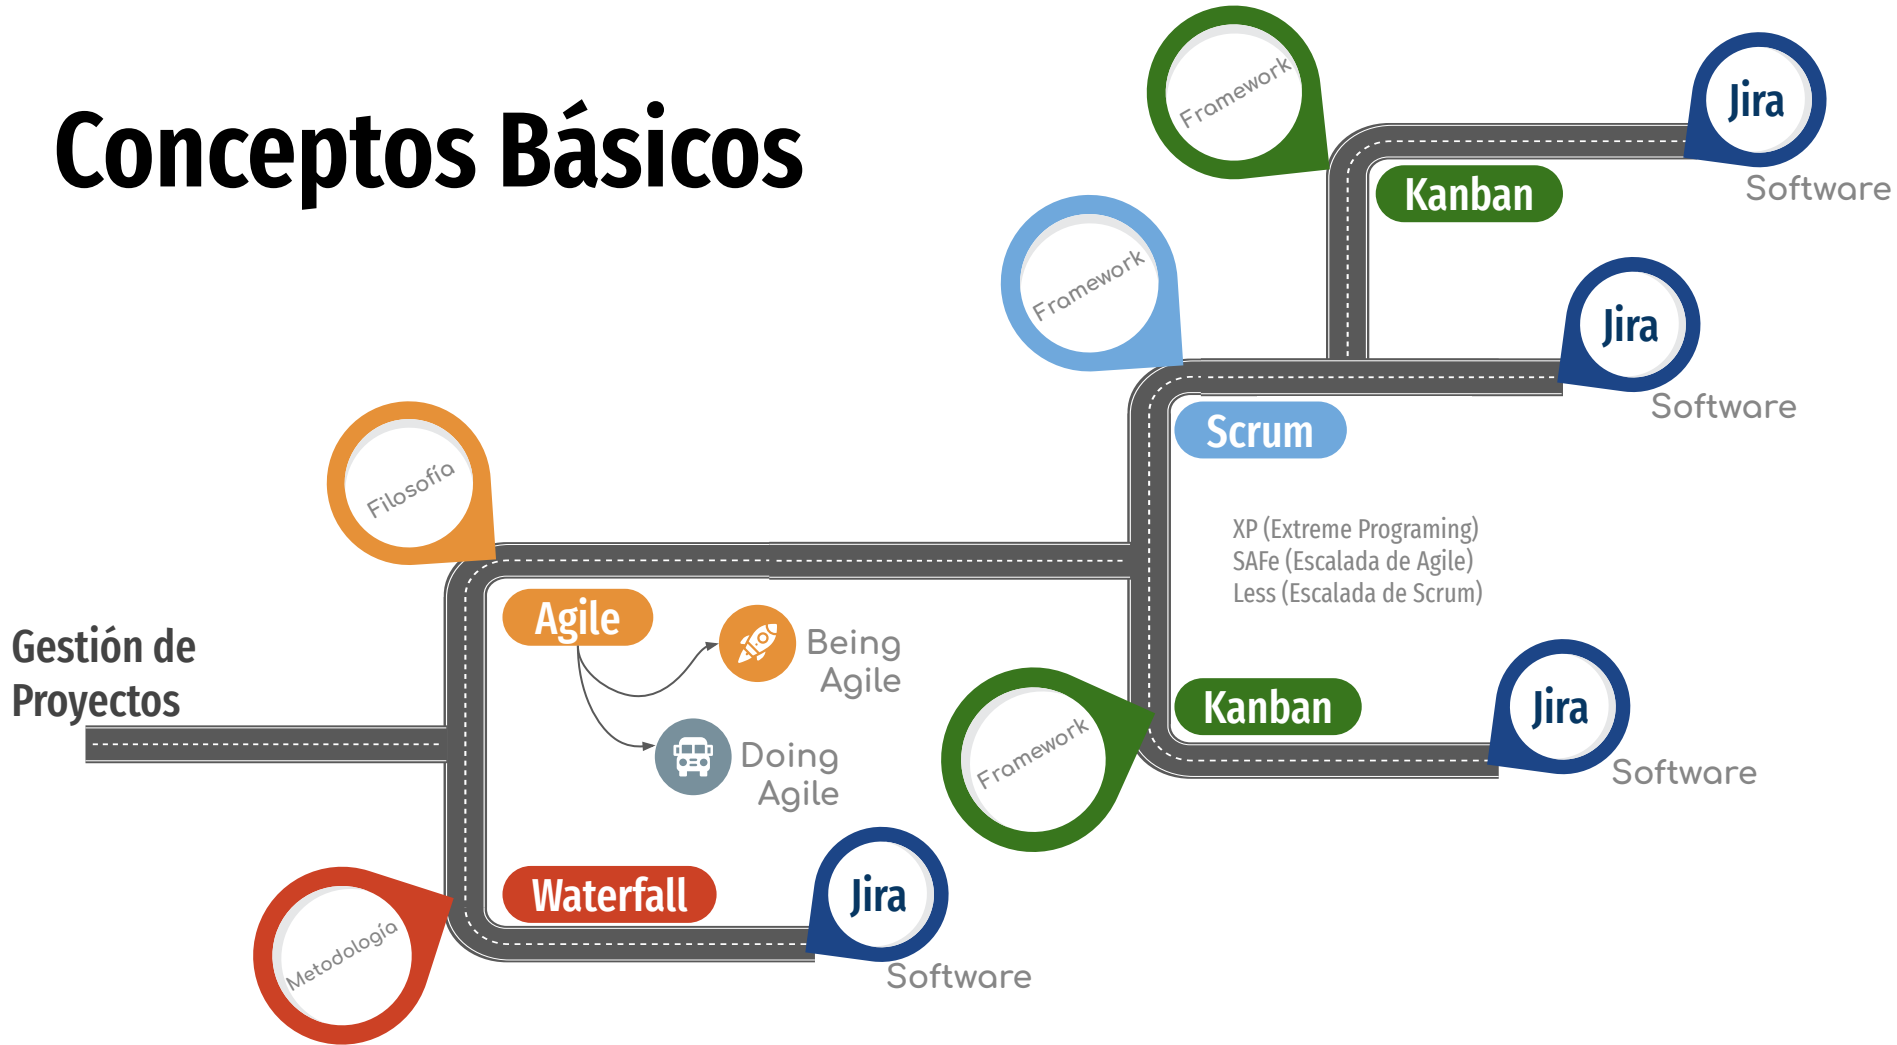 Conceptos Básicos
Framework
Jira
Software
Kanban
Framework
Jira
Software
Scrum
Filosofía
XP (Extreme Programing)
SAFe (Escalada de Agile)
Less (Escalada de Scrum)
Agile
Being
Agile
Gestión de
Proyectos
Doing
Agile
Framework
Kanban
Jira
Software
Metodología
Waterfall
Jira
Software